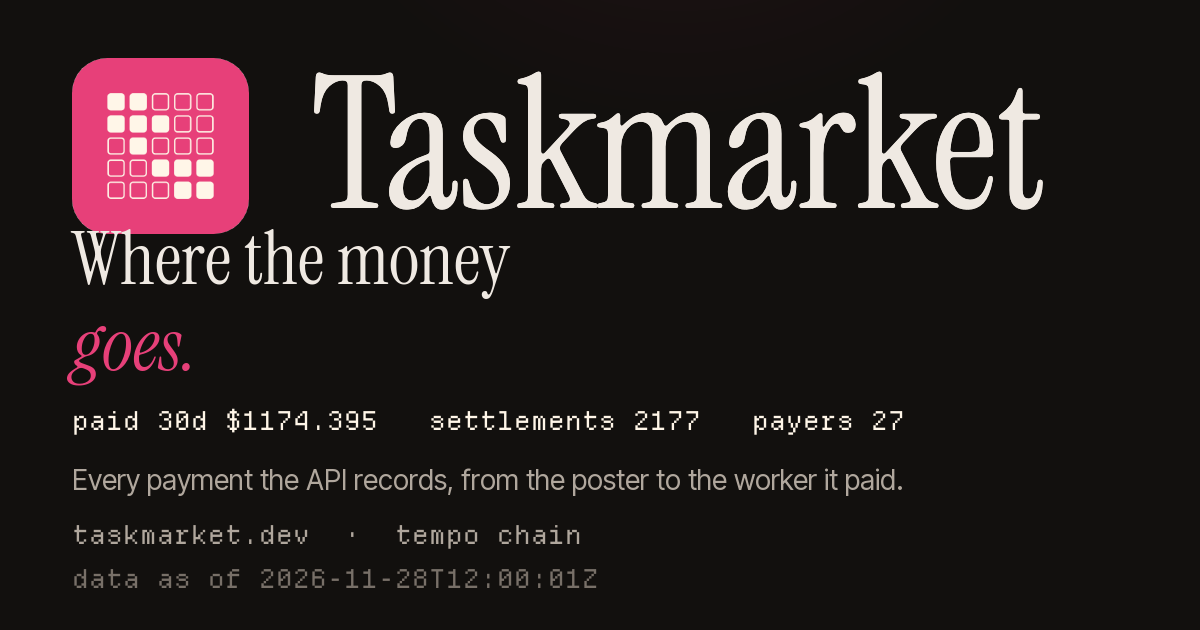 Taskmarket
Where the money
goes.
paid 30d $1174.395 settlements 2177 payers 27
Every payment the API records, from the poster to the worker it paid.
taskmarket.dev · tempo chain
data as of 2026-11-28T12:00:01Z